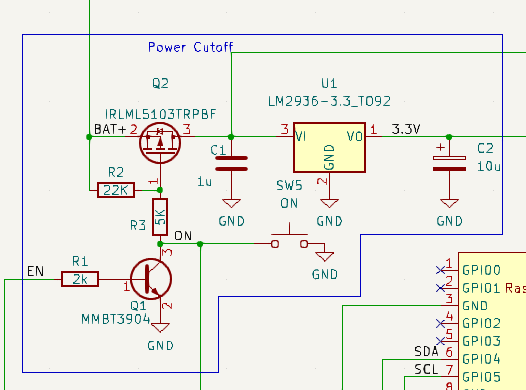 Power Cutoff
Q2
IRLML5103TRPBF
U1
LM2936-3.3_TO92
BAT+ 2 3
3 VI VO 1 3.3V
GND
2
C1
1u
+ C2
10u
R2
22K
1
SW5
ON
GND
GND
GND
R3
5K
ON
GND
3
EN
R1
2k
1
Q1
2
MMBT3904
GND
1 GPIO0
2 GPIO1 Ras
3 GND
4 GPIO2
5 GPIO3
SDA 6 GPIO4
SCL 7 GPIO5